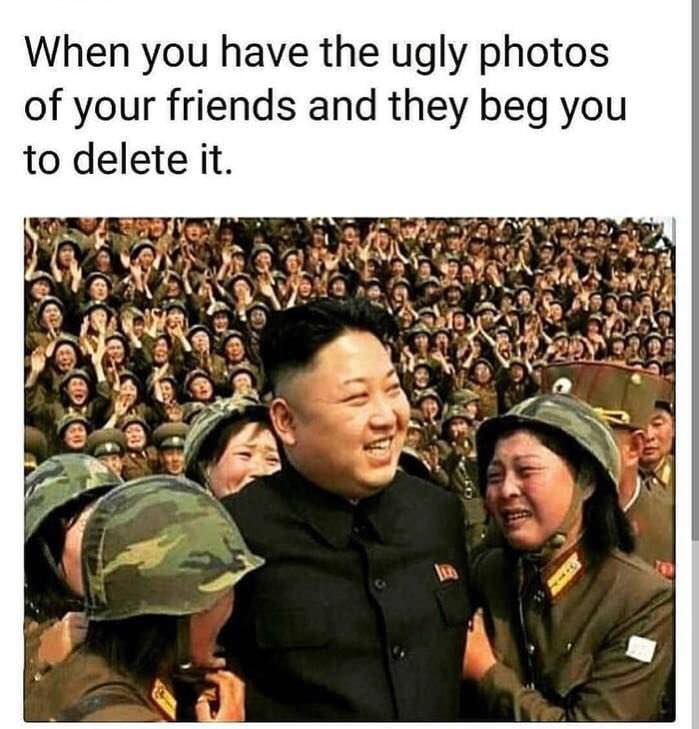 When you have the ugly photos
of your friends and they beg you
to delete it.